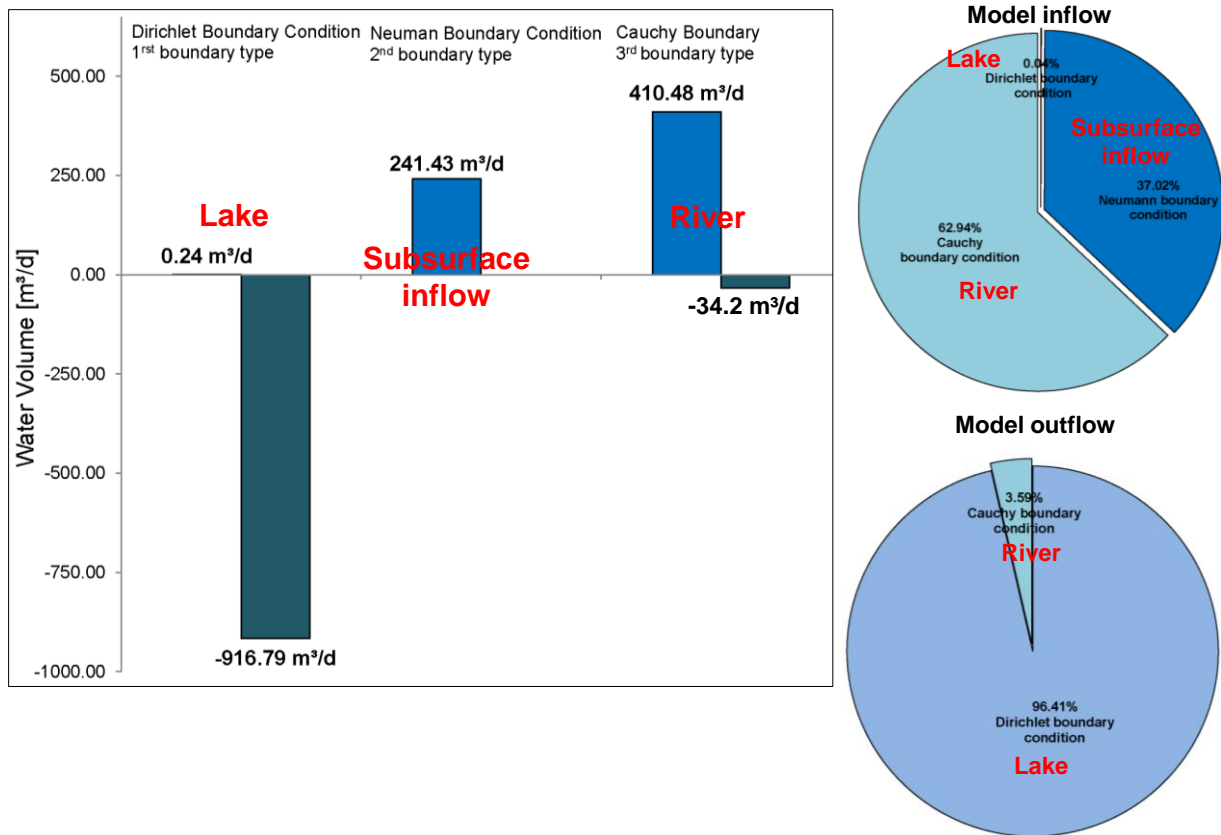 Dirichlet Boundary Condition
1rst boundary type
Neuman Boundary Condition
2nd boundary type
Cauchy Boundary
3rd boundary type
Water Volume [m³/d]
500.00
250.00
0.00
-250.00
-500.00
-750.00
-1000.00
410.48 m³/d
241.43 m³/d
Lake
River
0.24 m³/d
Subsurface
inflow
-34.2 m³/d
-916.79 m³/d
Model inflow
Lake
0.04%
Dirichlet boundary
condition
Subsurface
inflow
37.02%
Neumann boundary
condition
62.94%
Cauchy
boundary condition
River
Model outflow
3.59%
Cauchy boundary
condition
River
96.41%
Dirichlet boundary
condition
Lake